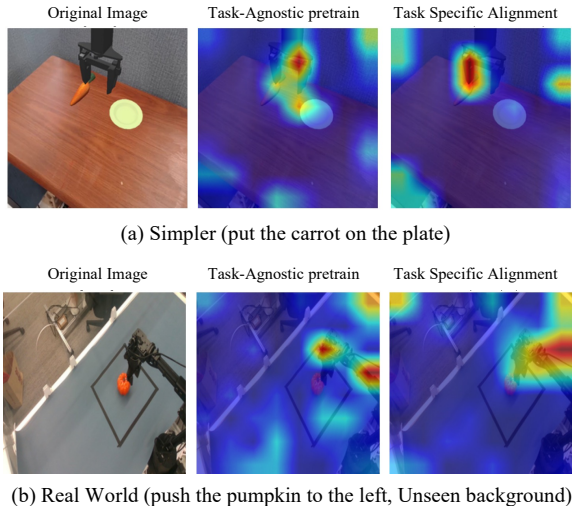 Original Image
Task-Agnostic pretrain
Task Specific Alignment
(a) Simpler (put the carrot on the plate)
Original Image
Task-Agnostic pretrain
Task Specific Alignment
(b) Real World (push the pumpkin to the left, Unseen background)